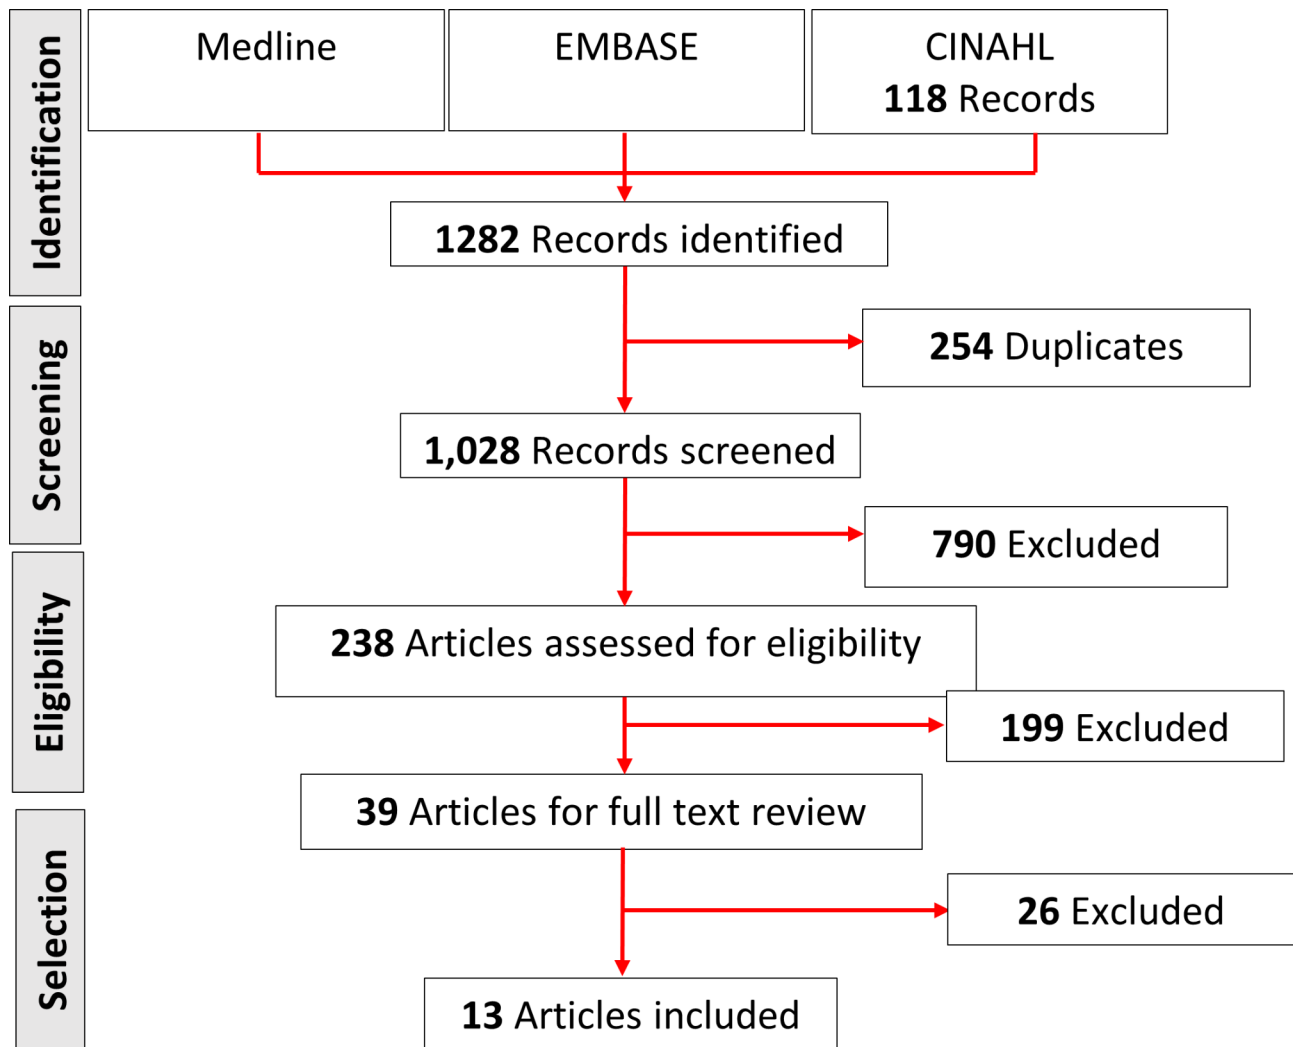 Identification
Medline
EMBASE
CINAHL
118 Records
1282 Records identified
Screening
254 Duplicates
1,028 Records screened
790 Excluded
Eligibility
238 Articles assessed for eligibility
199 Excluded
39 Articles for full text review
Selection
26 Excluded
13 Articles included